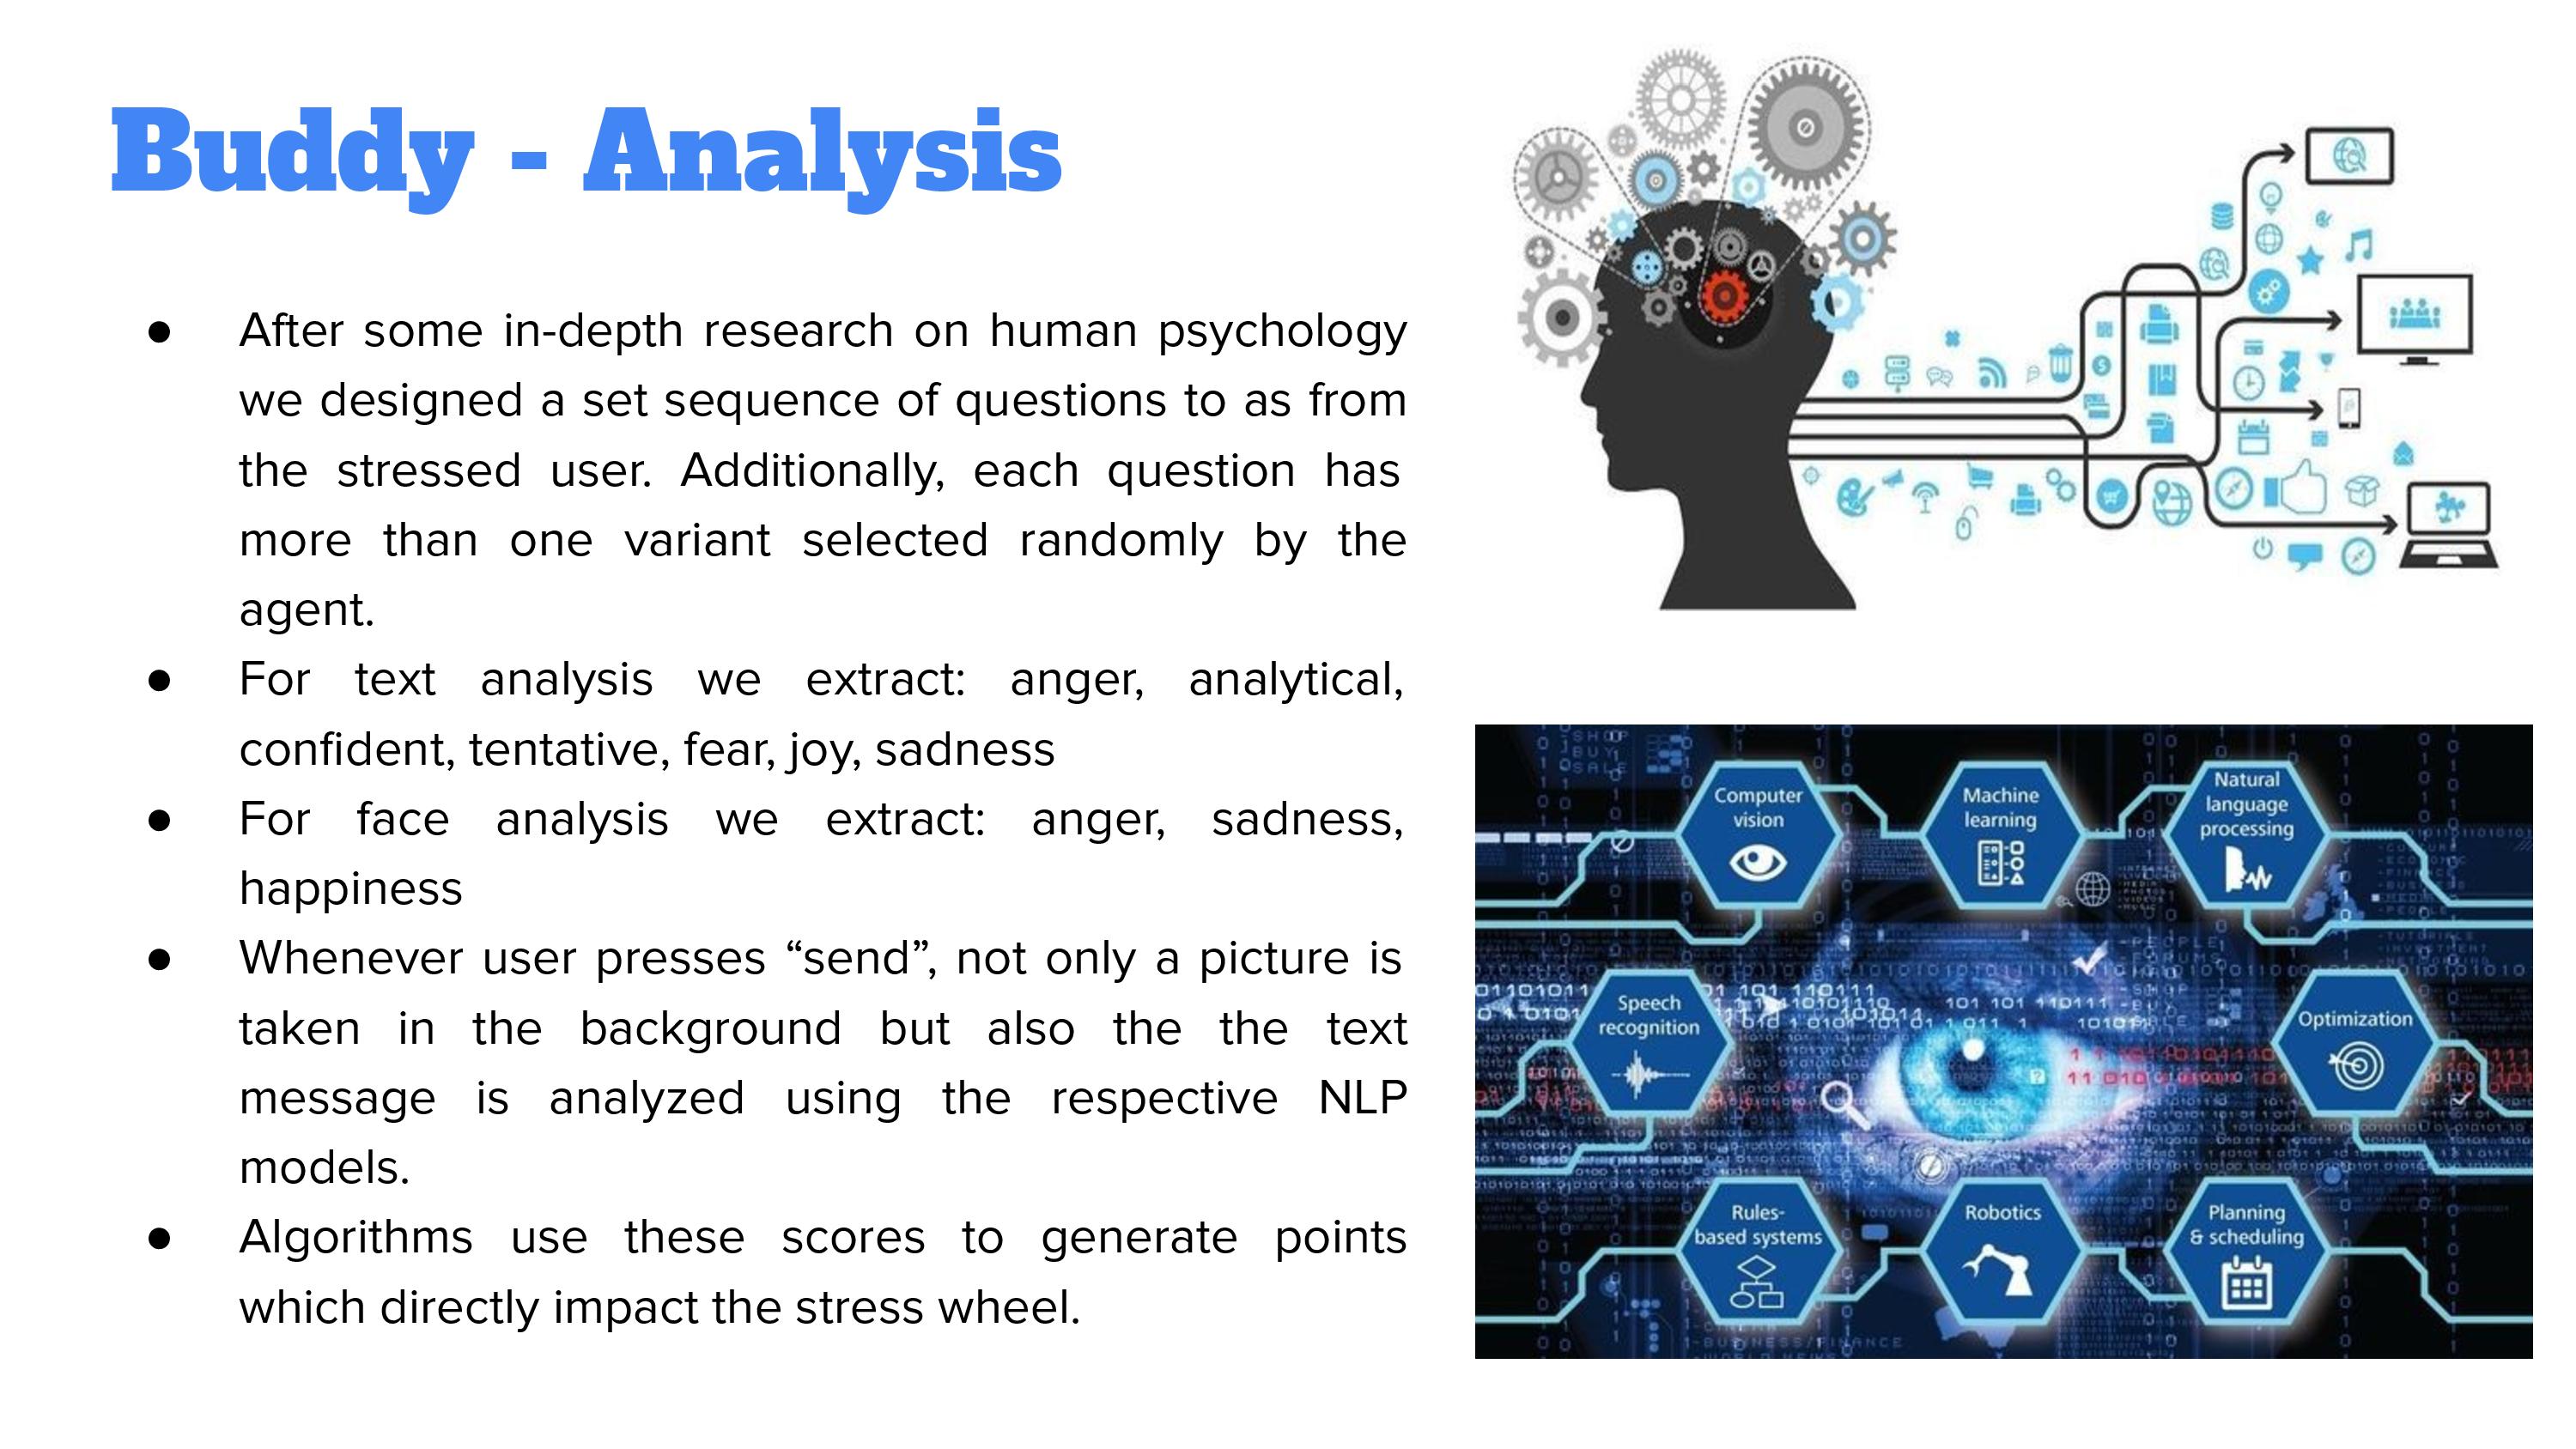 Buddy - Analysis
● After some in-depth research on human psychology
we designed a set sequence of questions to as from
the stressed user. Additionally, each question has
more than one variant selected randomly by the
agent.
● For text analysis we extract: anger, analytical,
confident, tentative, fear, joy, sadness
● For face analysis we extract: anger, sadness,
happiness
● Whenever user presses “send”, not only a picture is
taken in the background but also the the text
message is analyzed using the respective NLP
models.
● Algorithms use these scores to generate points
which directly impact the stress wheel.
Computer
vision
Machine
learning
Natural
language
processing
Speech
recognition
Optimization
Rules-
based systems
Robotics
Planning
& scheduling